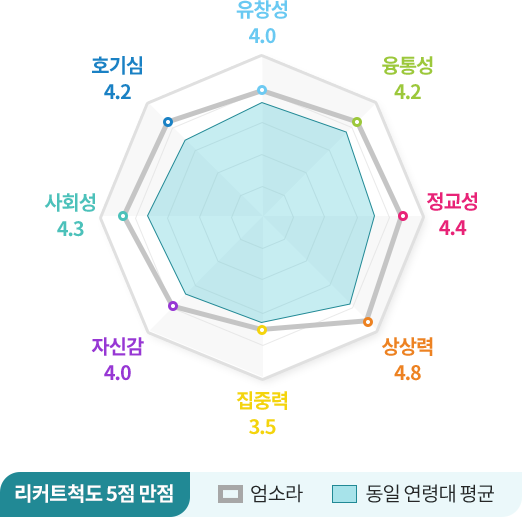 유창성
4.0
호기심
4.2
융통성
4.2
사회성
4.3
정교성
4.4
자신감
4.0
상상력
4.8
집중력
3.5
리커트척도 5점 만점
엄소라
동일 연령대 평균